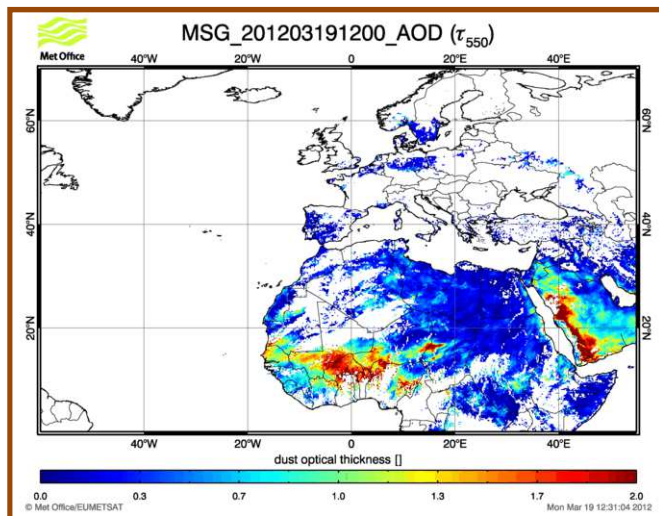 MSG_201203191200_AOD (τ550)
Met Office
40°W 20°W 0° 20°E 40°E
60°N 60°N
40°N 40°N
20°N 20°N
40°W 20°W 0° 20°E 40°E
dust optical thickness []
0.0 0.3 0.7 1.0 1.3 1.7 2.0
© Met Office/EUMETSAT Mon Mar 19 12:31:04 2012